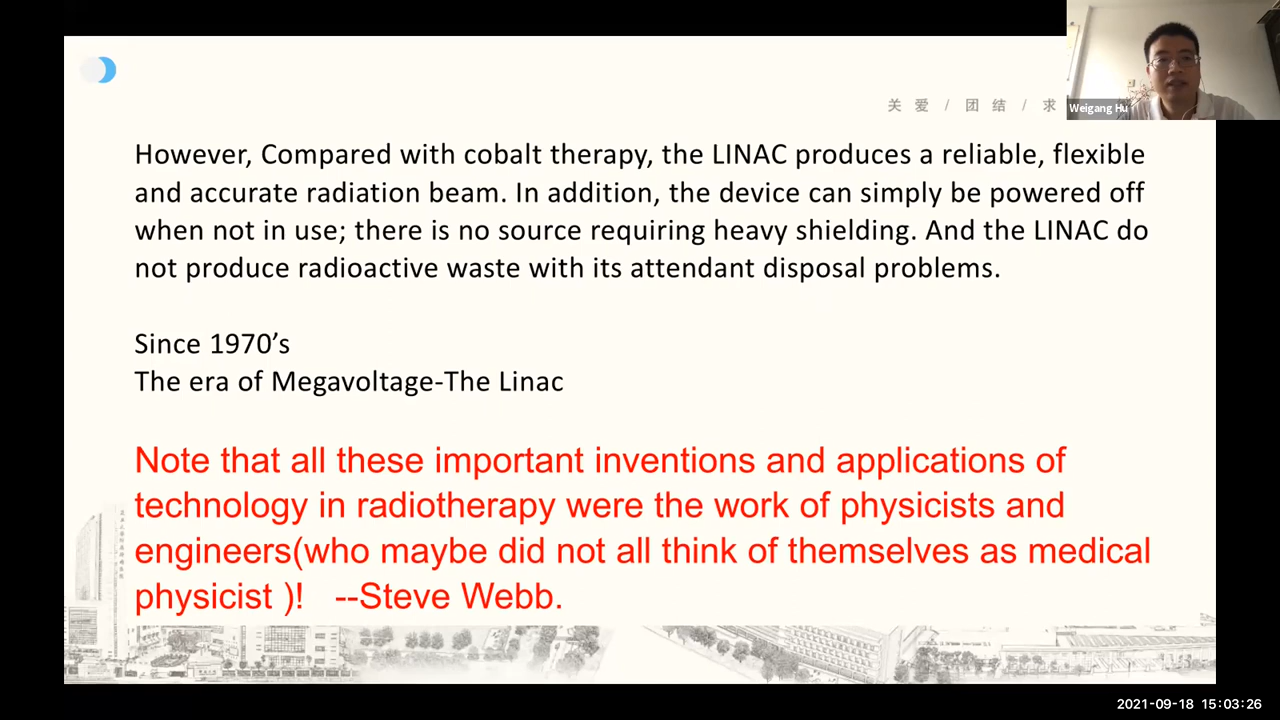 关 爱 / 团 结 / 求
Weigang Hu
However, Compared with cobalt therapy, the LINAC produces a reliable, flexible
and accurate radiation beam. In addition, the device can simply be powered off
when not in use; there is no source requiring heavy shielding. And the LINAC do
not produce radioactive waste with its attendant disposal problems.
Since 1970’s
The era of Megavoltage-The Linac
Note that all these important inventions and applications of
technology in radiotherapy were the work of physicists and
engineers(who maybe did not all think of themselves as medical
physicist )! --Steve Webb.
2021-09-18 15:03:26